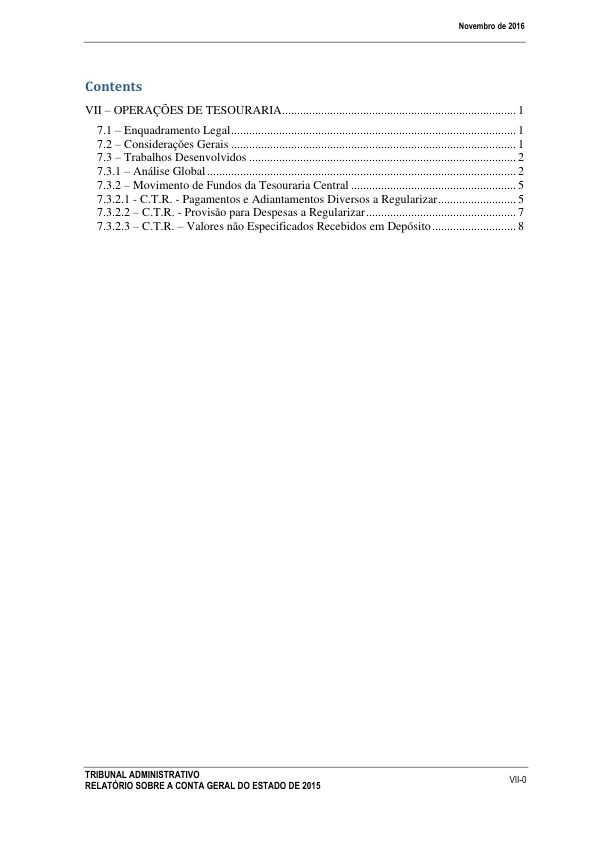 Novembro de 2016
Contents
VII – OPERAÇÕES DE TESOURARIA.............................................................................. 1
7.1 – Enquadramento Legal............................................................................................... 1
7.2 – Considerações Gerais ............................................................................................... 1
7.3 – Trabalhos Desenvolvidos ......................................................................................... 2
7.3.1 – Análise Global....................................................................................................... 2
7.3.2 – Movimento de Fundos da Tesouraria Central ....................................................... 5
7.3.2.1 - C.T.R. - Pagamentos e Adiantamentos Diversos a Regularizar.......................... 5
7.3.2.2 – C.T.R. - Provisão para Despesas a Regularizar.................................................. 7
7.3.2.3 – C.T.R. – Valores não Especificados Recebidos em Depósito............................ 8
TRIBUNAL ADMINISTRATIVO
RELATÓRIO SOBRE A CONTA GERAL DO ESTADO DE 2015
VII-0